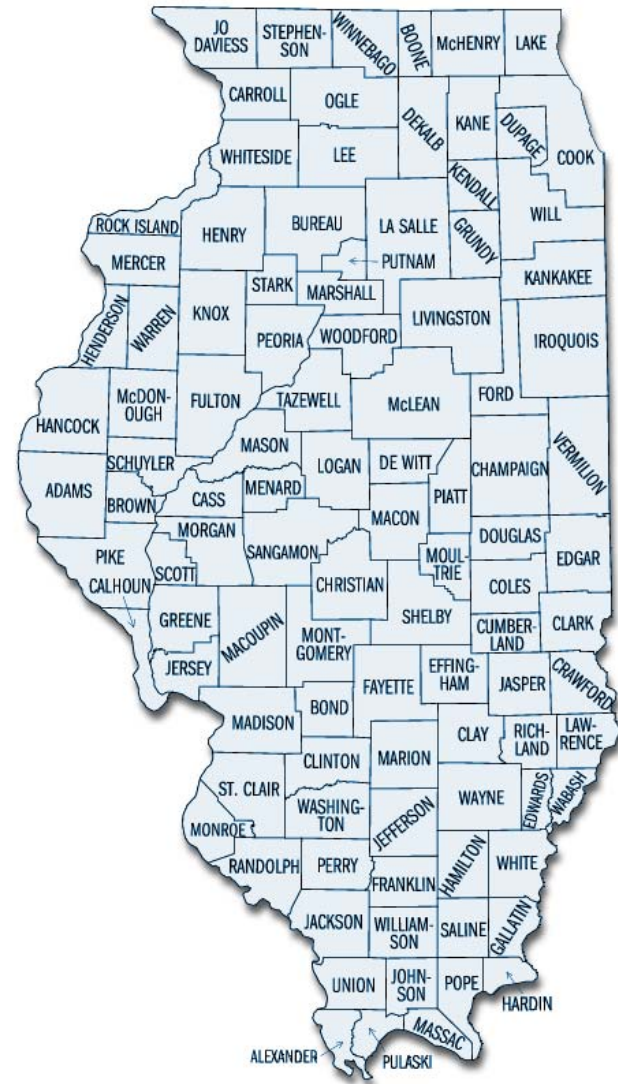 JO
DAVIESS
STEPHEN-
SON
WINNEBAGO
BOONE
McHENRY
LAKE
CARROLL
OGLE
DEKALB
KANE
DUPAGE
COOK
WHITESIDE
LEE
KENDALL
WILL
ROCK ISLAND
HENRY
BUREAU
LA SALLE
GRUNDY
MERCER
PUTNAM
KANKAKEE
STARK
MARSHALL
HENDERSON
WARREN
KNOX
PEORIA
WOODFORD
LIVINGSTON
IROQUOIS
HANCOCK
McDON-
OUGH
FULTON
TAZEWELL
McLEAN
FORD
MASON
SCHUYLER
LOGAN
DE WITT
CHAMPAIGN
VERMILION
ADAMS
BROWN
CASS
MENARD
PIATT
MACON
MORGAN
SANGAMON
DOUGLAS
EDGAR
PIKE
SCOTT
CHRISTIAN
MOUL-
TRIE
COLES
CALHOUN
GREENE
MACOUPIN
MONT-
GOMERY
SHELBY
CUMBER-
LAND
CLARK
JERSEY
FAYETTE
EFFING-
HAM
JASPER
CRAWFORD
MADISON
BOND
CLAY
RICH-
LAND
LAW-
RENCE
CLINTON
MARION
ST. CLAIR
WAYNE
EDWARDS
WABASH
WASHING-
TON
JEFFERSON
MONROE
RANDOLPH
PERRY
FRANKLIN
HAMILTON
WHITE
JACKSON
WILLIAM-
SON
SALINE
GALLATIN
UNION
JOHN-
SON
POPE
HARDIN
MASSAC
ALEXANDER
PULASKI